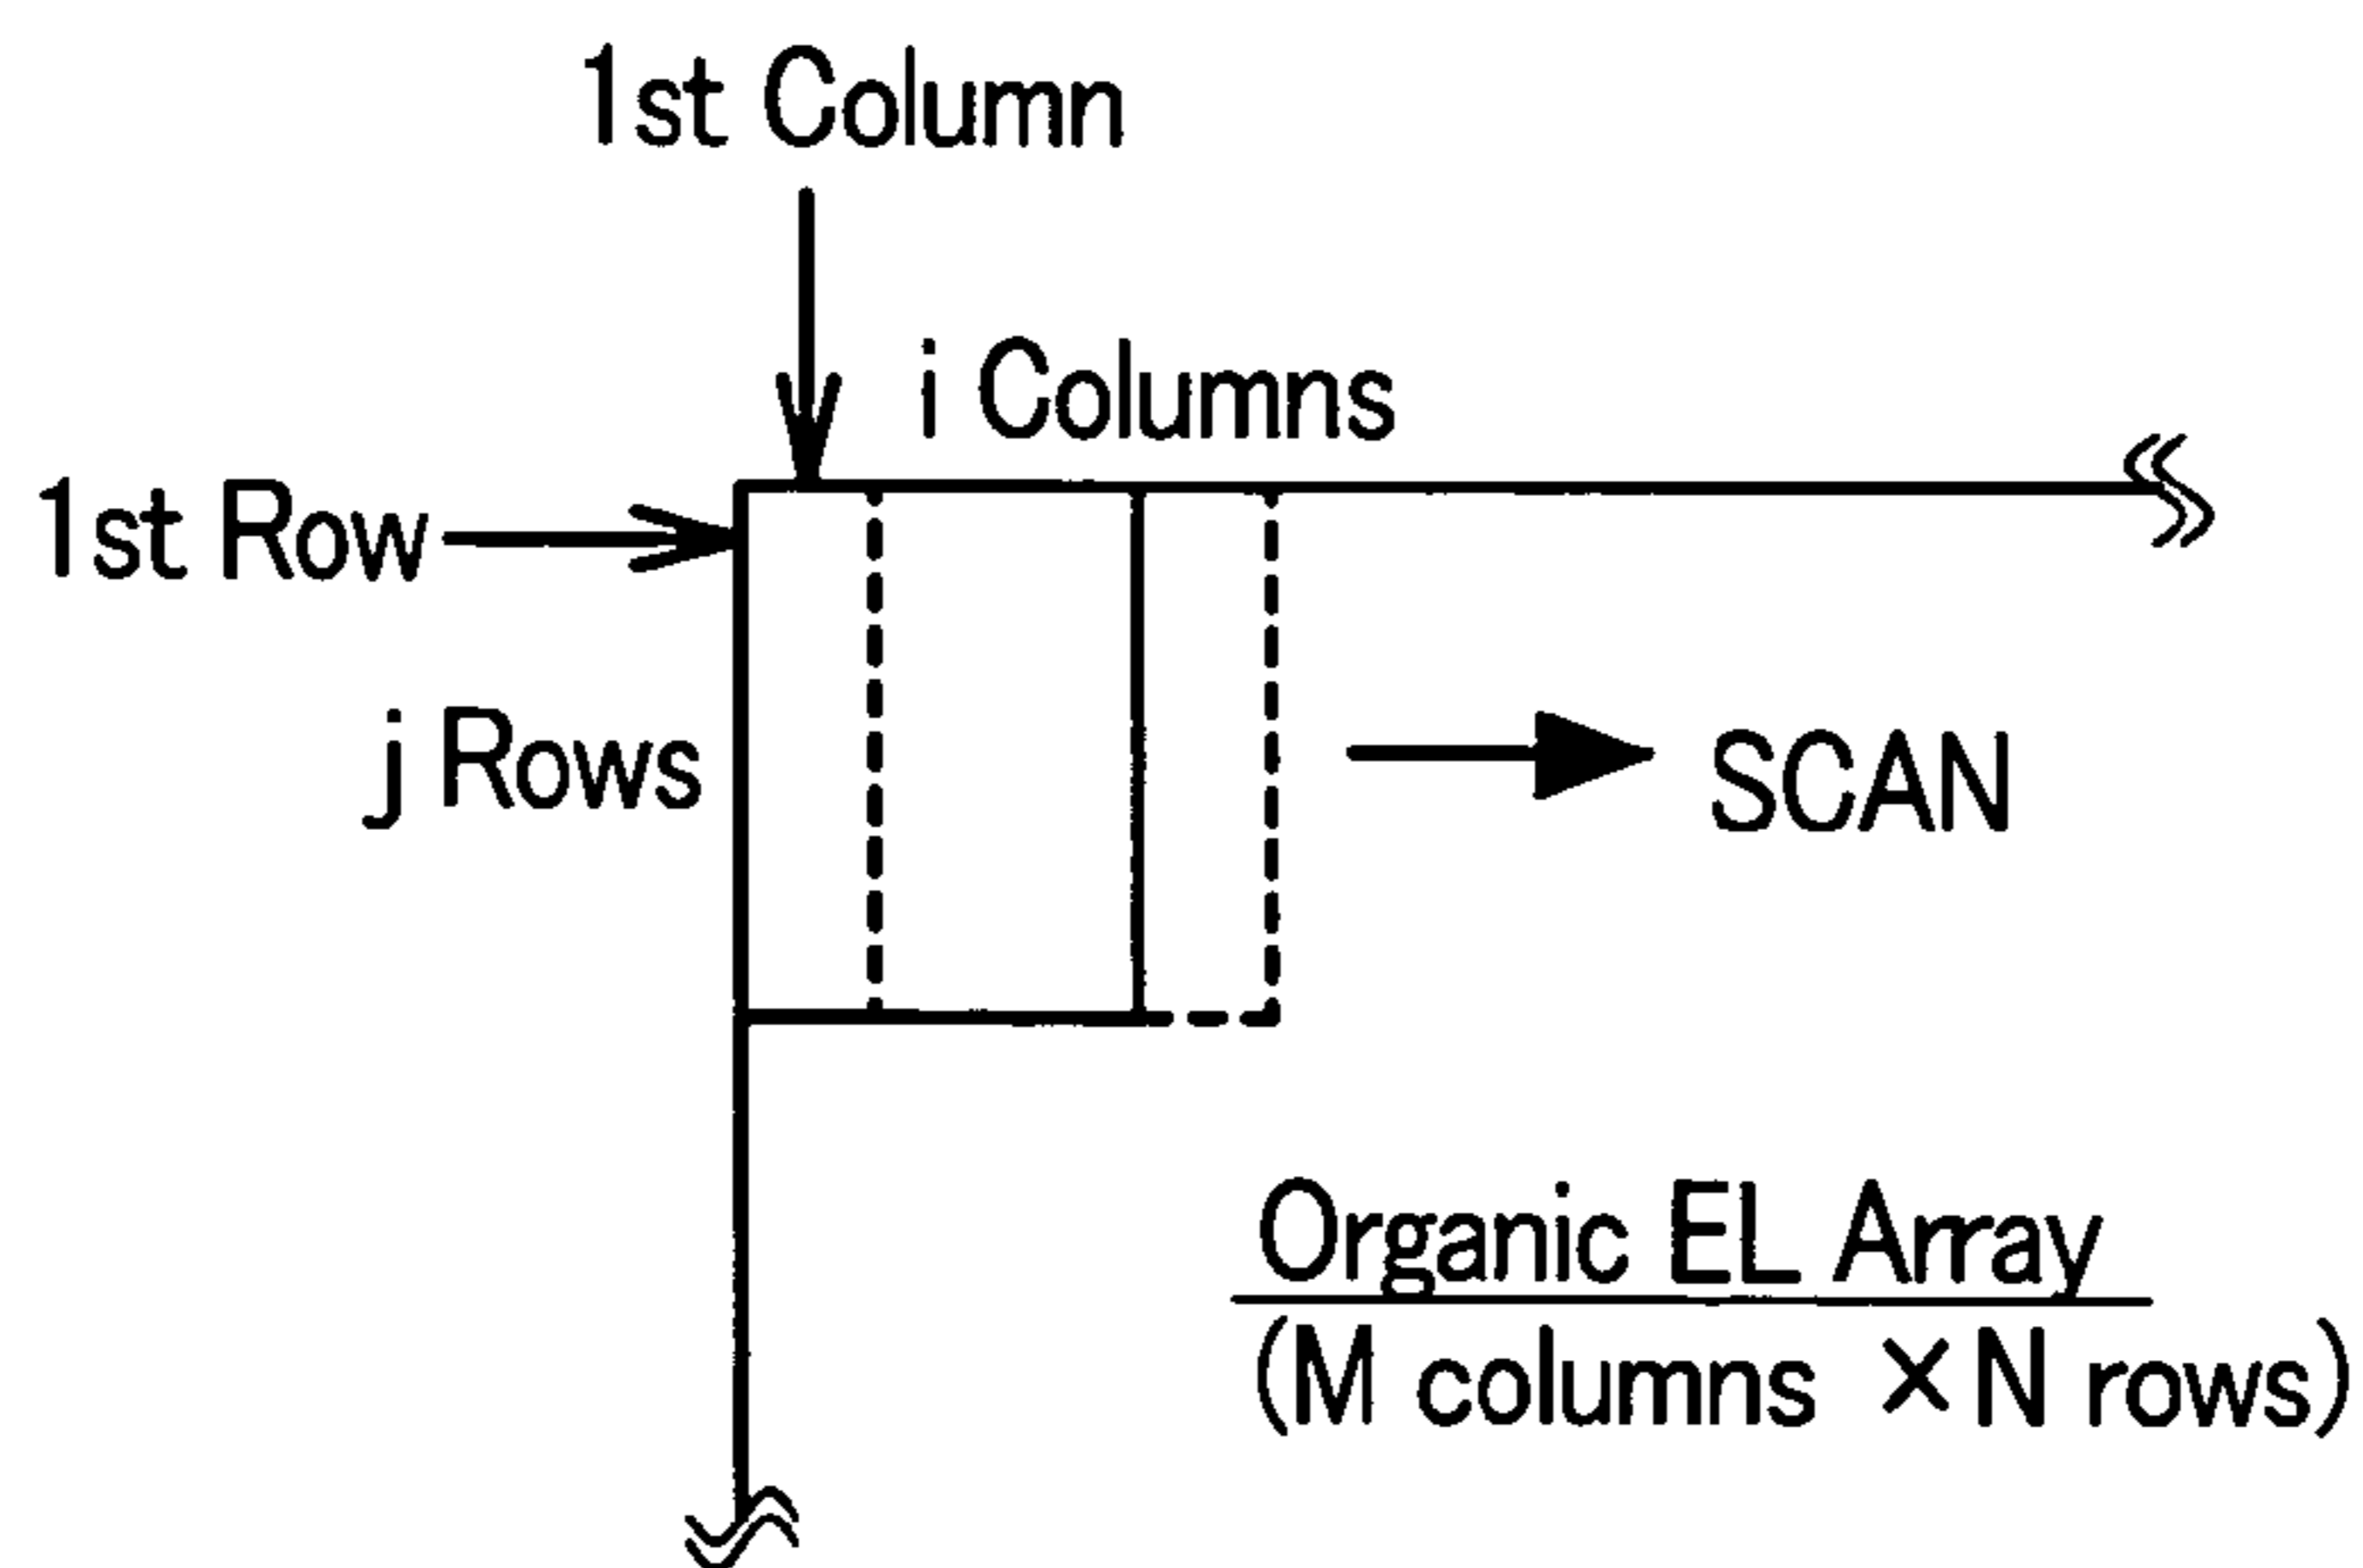 1st Column
i Columns
1st Row
j Rows
SCAN
Organic EL Array
(M columns × N rows)